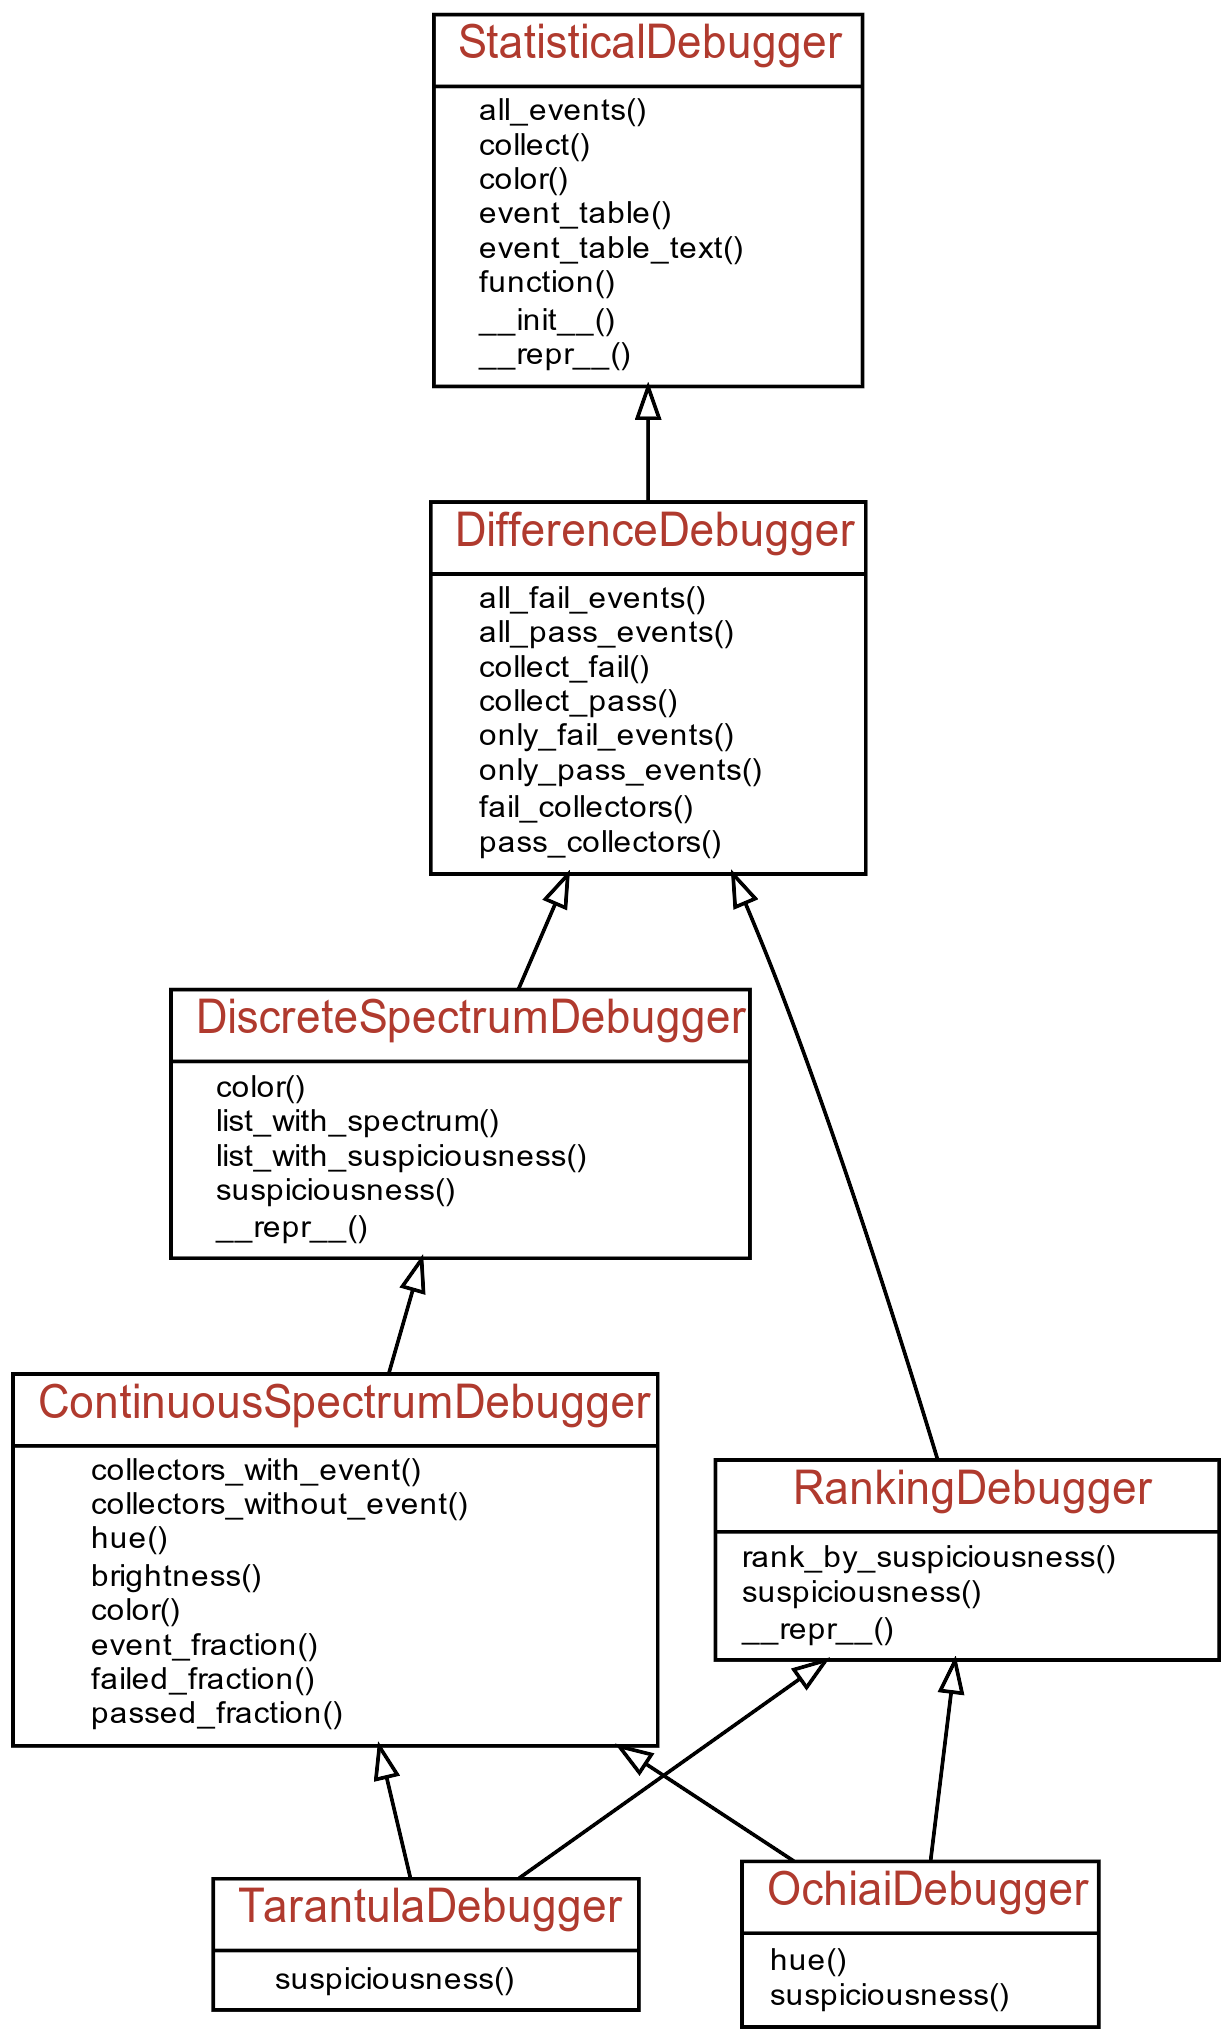 StatisticalDebugger
all_events()
collect()
color()
event_table()
event_table_text()
function()
__init__()
__repr__()
DifferenceDebugger
all_fail_events()
all_pass_events()
collect_fail()
collect_pass()
only_fail_events()
only_pass_events()
fail_collectors()
pass_collectors()
DiscreteSpectrumDebugger
color()
list_with_spectrum()
list_with_suspiciousness()
suspiciousness()
__repr__()
ContinuousSpectrumDebugger
collectors_with_event()
collectors_without_event()
hue()
brightness()
color()
event_fraction()
failed_fraction()
passed_fraction()
RankingDebugger
rank_by_suspiciousness()
suspiciousness()
__repr__()
TarantulaDebugger
suspiciousness()
OchiaiDebugger
hue()
suspiciousness()